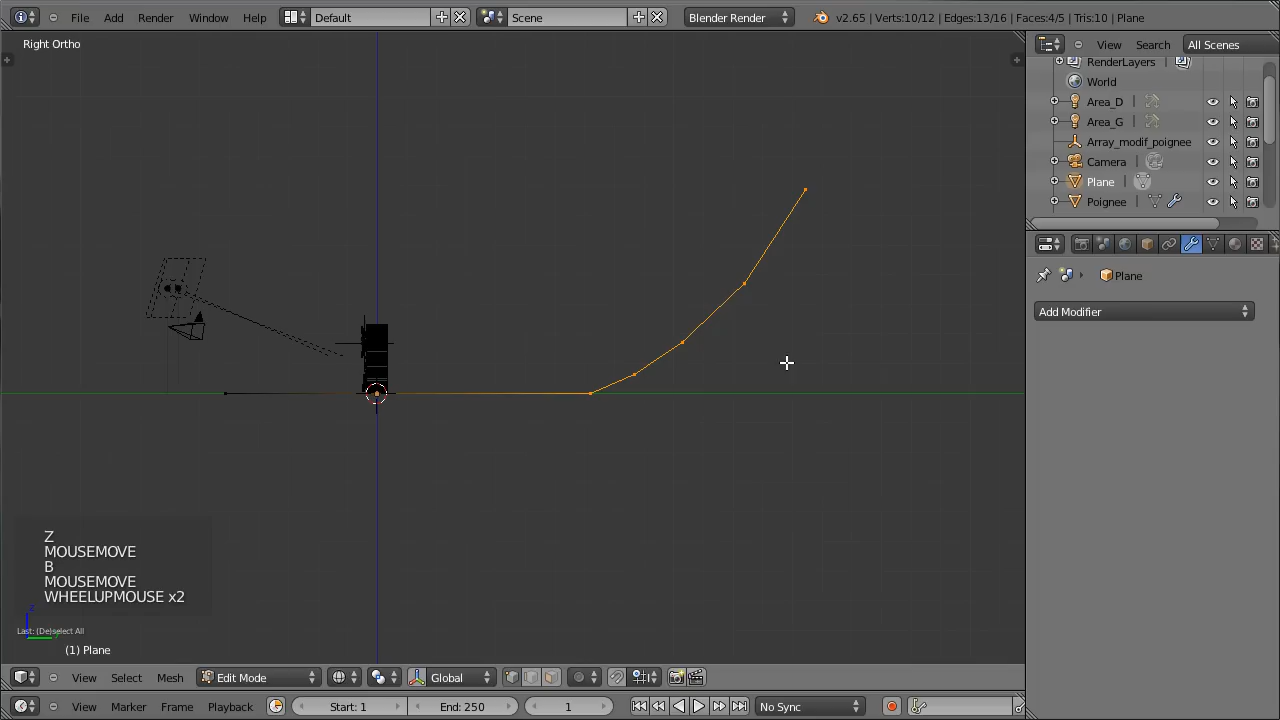 File Add Render Window Help Default Scene Blender Render v2.65 | Verts:10/12 | Edges:13/16 | Faces:4/5 | Tris:10 | Plane
Right Ortho
View Search All Scenes
RenderLayers
World
Area_D
Area_G
Array_modif_poignee
Camera
Plane
Poignee
Plane
Add Modifier
Z
MOUSEMOVE
B
MOUSEMOVE
WHEELUPMOUSE x2
z
Last: (De)select All
(1) Plane
View Select Mesh Edit Mode Global
View Marker Frame Playback Start: 1 End: 250 1 No Sync